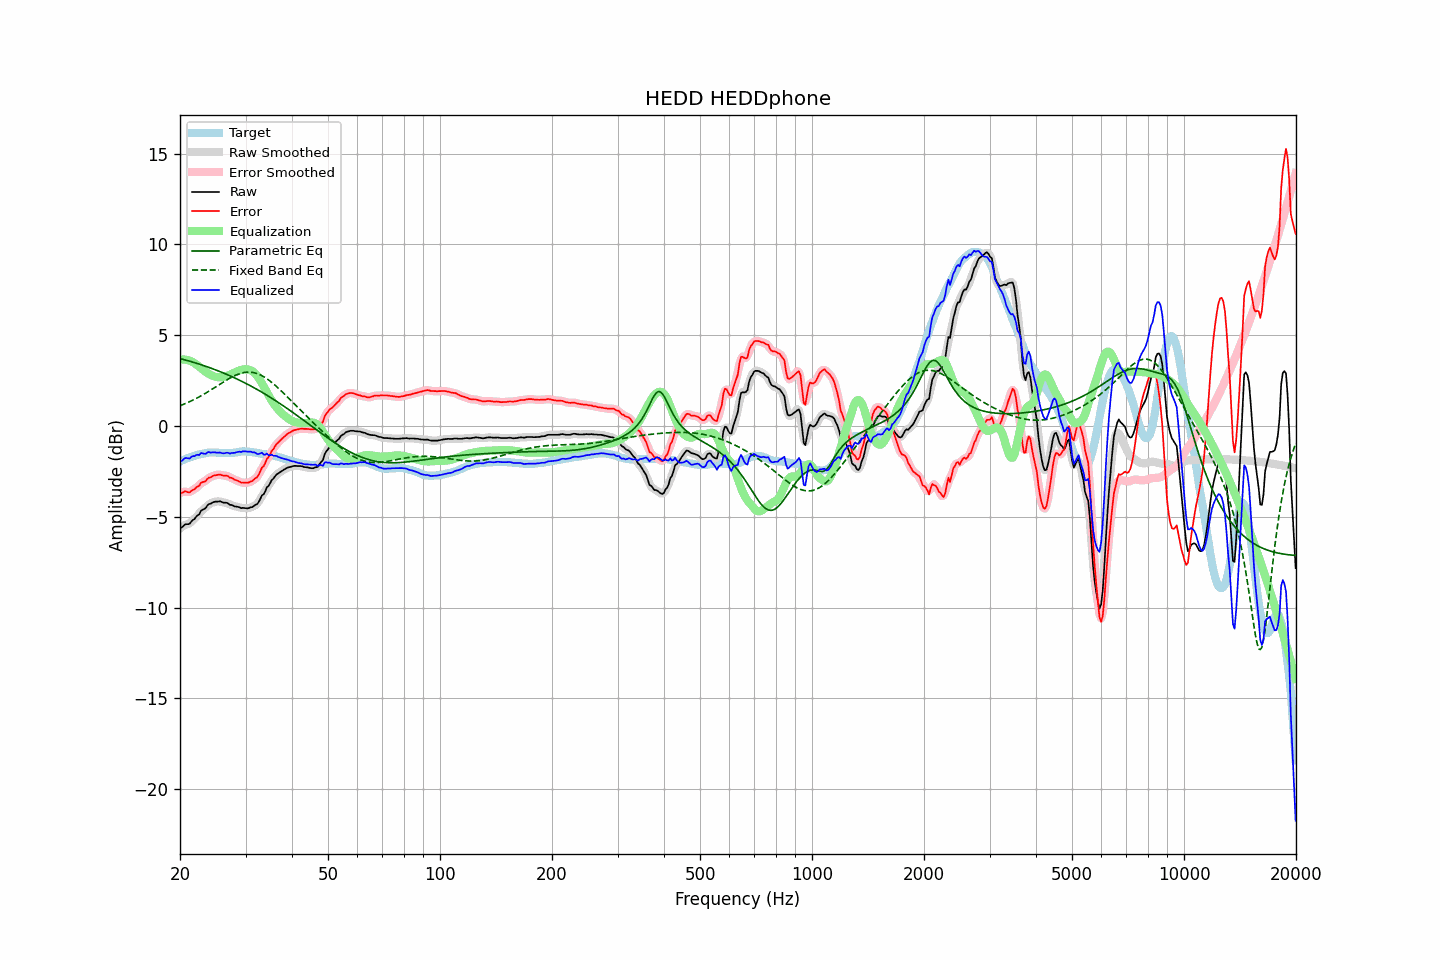 HEDD HEDDphone
Target
Raw Smoothed
Error Smoothed
Raw
Error
Equalization
Parametric Eq
Fixed Band Eq
Equalized
15
10
5
0
−5
−10
−15
−20
Amplitude (dBr)
20 50 100 200 500 1000 2000 5000 10000 20000
Frequency (Hz)